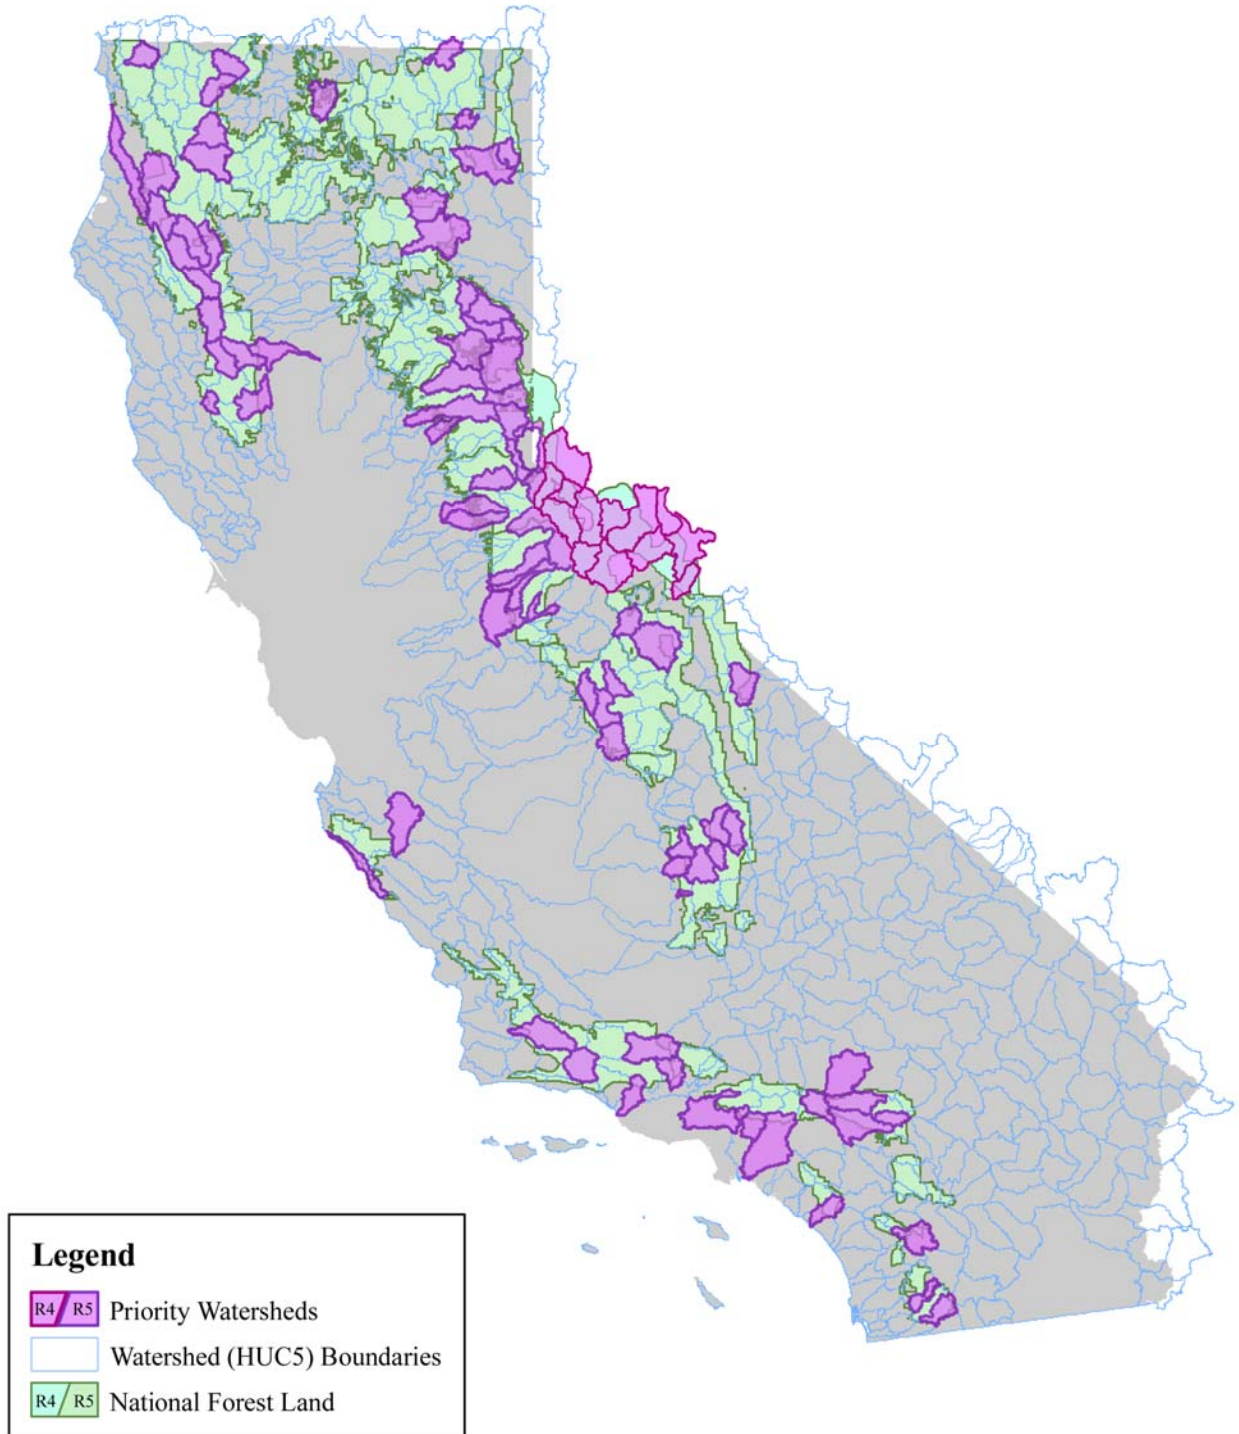 Legend
R4 R5 Priority Watersheds
Watershed (HUC5) Boundaries
R4 R5 National Forest Land